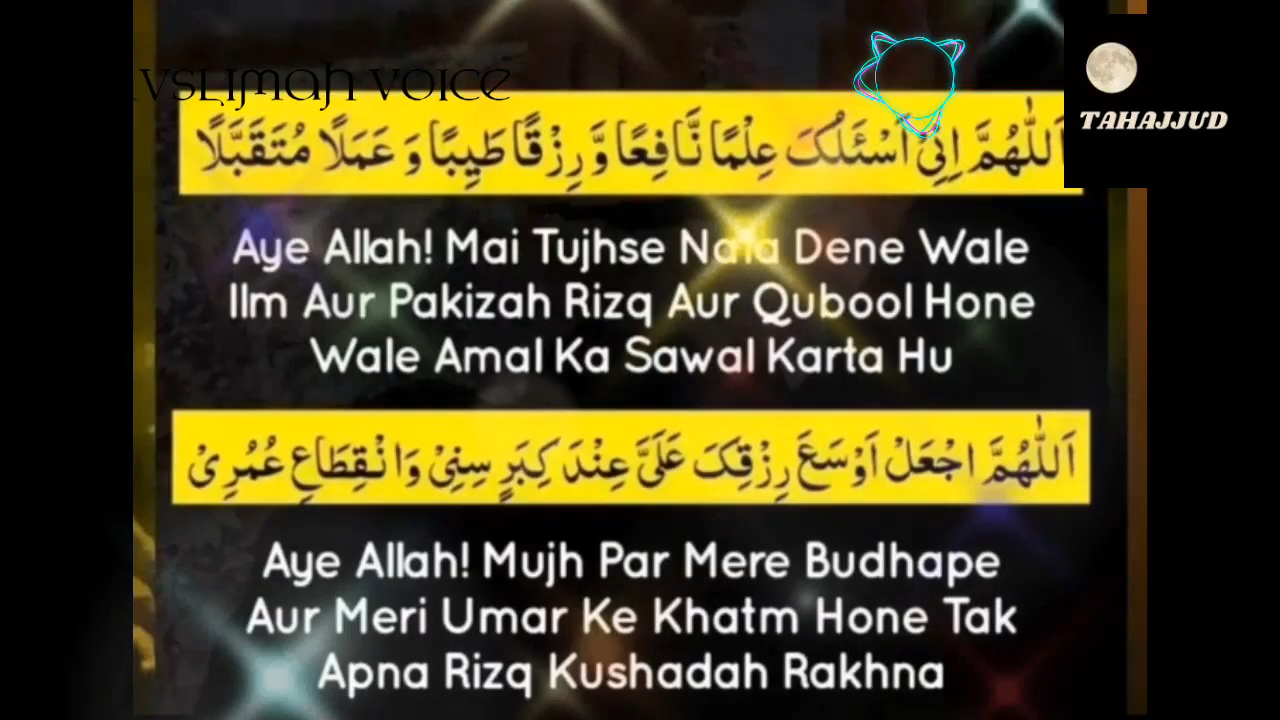 VSLIMAH VOICE
TAHAJJUD
اَللّٰهُمَّ اِنِّیْ اَسْئَلُكَ عِلْمًا نَّافِعًا وَّ رِزْقًا طَیِّبًا وَ عَمَلًا مُتَقَبَّلًا
Aye Allah! Mai Tujhse Nafa Dene Wale
Ilm Aur Pakizah Rizq Aur Qubool Hone
Wale Amal Ka Sawal Karta Hu
اَللّٰهُمَّ اجْعَلْ اَوْسَعَ رِزْقِكَ عَلَیَّ عِنْدَ كِبَرِ سِنِیْ وَانْقِطَاعِ عُمُرِیْ
Aye Allah! Mujh Par Mere Budhape
Aur Meri Umar Ke Khatm Hone Tak
Apna Rizq Kushadah Rakhna